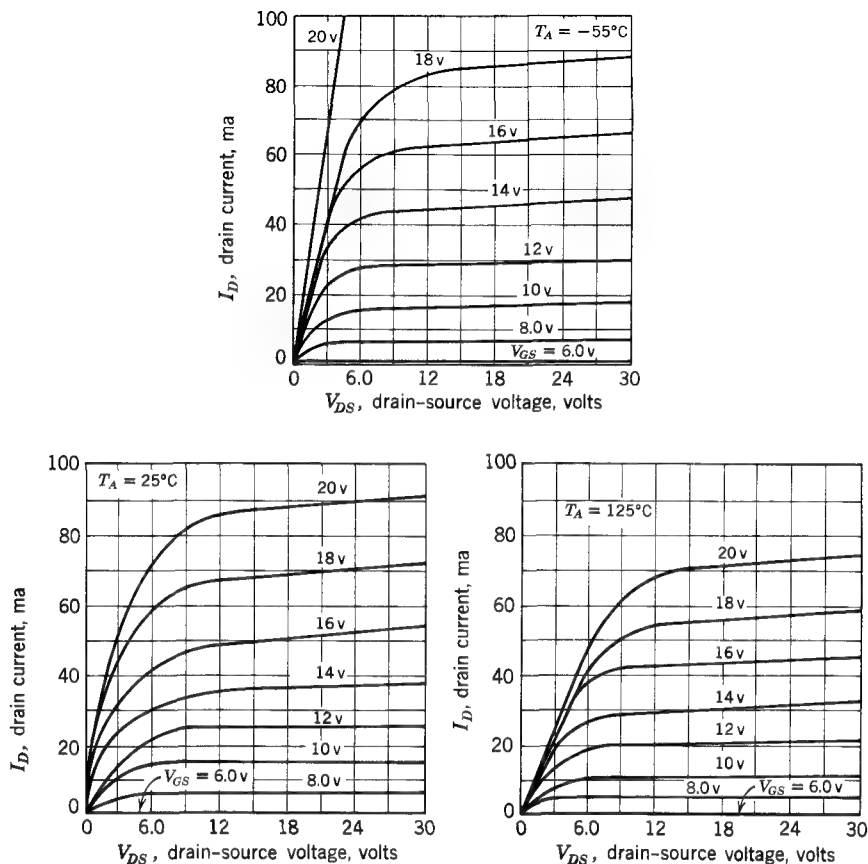 T_A = −55°C
20 v
18 v
16 v
14 v
12 v
10 v
8.0 v
V_GS = 6.0 v
I_D, drain current, ma
100
80
60
40
20
0
0 6.0 12 18 24 30
V_DS, drain–source voltage, volts
T_A = 25°C
20 v
18 v
16 v
14 v
12 v
10 v
V_GS = 6.0 v
8.0 v
I_D, drain current, ma
100
80
60
40
20
0
0 6.0 12 18 24 30
V_DS, drain–source voltage, volts
T_A = 125°C
20 v
18 v
16 v
14 v
12 v
10 v
8.0 v
V_GS = 6.0 v
I_D, drain current, ma
100
80
60
40
20
0
0 6.0 12 18 24 30
V_DS, drain–source voltage, volts